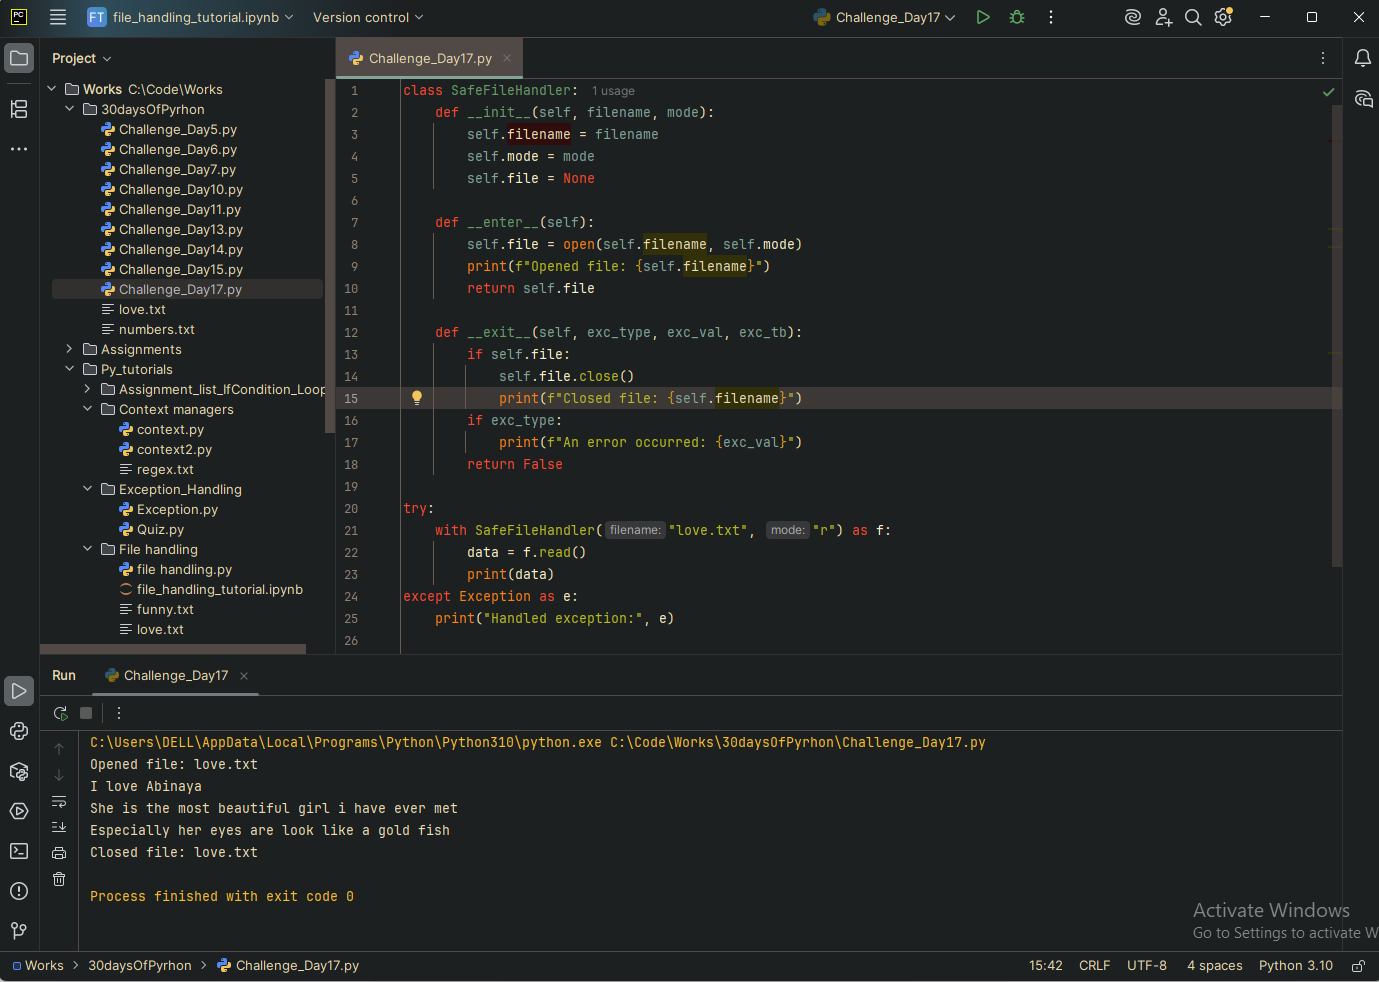 PC
FT file_handling_tutorial.ipynb Version control Challenge_Day17
Project
Challenge_Day17.py
Works C:\Code\Works
30daysOfPyrhon
Challenge_Day5.py
Challenge_Day6.py
Challenge_Day7.py
Challenge_Day10.py
Challenge_Day11.py
Challenge_Day13.py
Challenge_Day14.py
Challenge_Day15.py
Challenge_Day17.py
love.txt
numbers.txt
Assignments
Py_tutorials
Assignment_list_IfCondition_Loop
Context managers
context.py
context2.py
regex.txt
Exception_Handling
Exception.py
Quiz.py
File handling
file handling.py
file_handling_tutorial.ipynb
funny.txt
love.txt
1 class SafeFileHandler: 1 usage
2 def __init__(self, filename, mode):
3 self.filename = filename
4 self.mode = mode
5 self.file = None
6
7 def __enter__(self):
8 self.file = open(self.filename, self.mode)
9 print(f"Opened file: {self.filename}")
10 return self.file
11
12 def __exit__(self, exc_type, exc_val, exc_tb):
13 if self.file:
14 self.file.close()
15 print(f"Closed file: {self.filename}")
16 if exc_type:
17 print(f"An error occurred: {exc_val}")
18 return False
19
20 try:
21 with SafeFileHandler( filename: "love.txt", mode: "r") as f:
22 data = f.read()
23 print(data)
24 except Exception as e:
25 print("Handled exception:", e)
26
Run Challenge_Day17
C:\Users\DELL\AppData\Local\Programs\Python\Python310\python.exe C:\Code\Works\30daysOfPyrhon\Challenge_Day17.py
Opened file: love.txt
I love Abinaya
She is the most beautiful girl i have ever met
Especially her eyes are look like a gold fish
Closed file: love.txt
Process finished with exit code 0
Activate Windows
Go to Settings to activate W
Works > 30daysOfPyrhon > Challenge_Day17.py 15:42 CRLF UTF-8 4 spaces Python 3.10